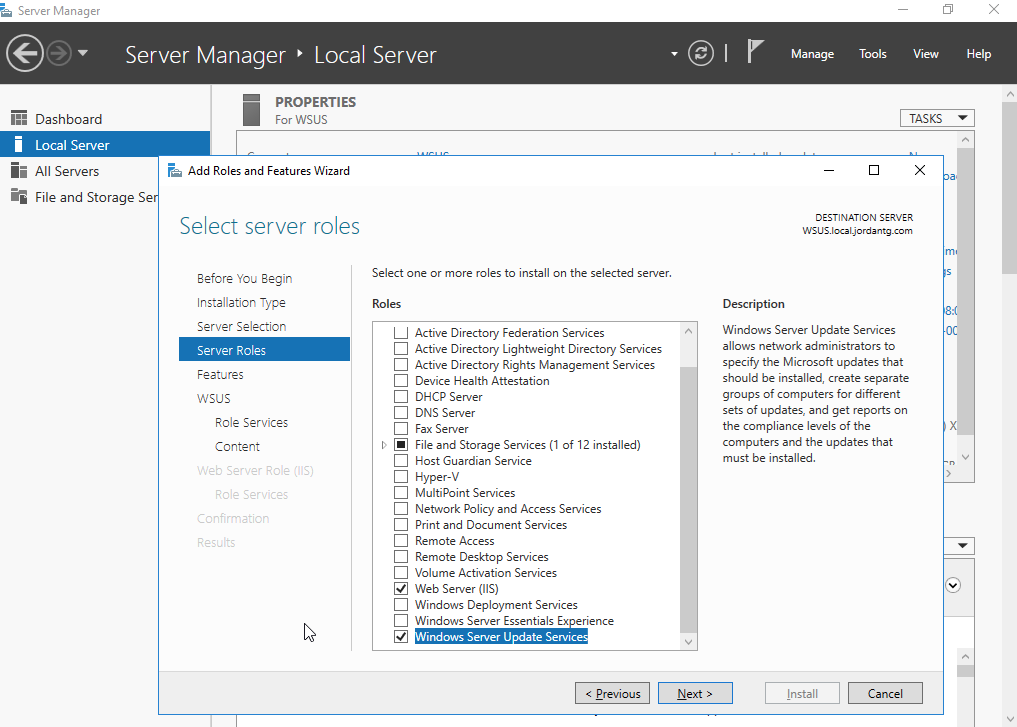 Server Manager
Server Manager • Local Server
Manage Tools View Help
Dashboard
Local Server
All Servers
File and Storage Ser
PROPERTIES
For WSUS
TASKS
Add Roles and Features Wizard
Select server roles
DESTINATION SERVER
WSUS.local.jordantg.com
Before You Begin
Installation Type
Server Selection
Server Roles
Features
WSUS
Role Services
Content
Web Server Role (IIS)
Role Services
Confirmation
Results
Select one or more roles to install on the selected server.
Roles
Active Directory Federation Services
Active Directory Lightweight Directory Services
Active Directory Rights Management Services
Device Health Attestation
DHCP Server
DNS Server
Fax Server
File and Storage Services (1 of 12 installed)
Host Guardian Service
Hyper-V
MultiPoint Services
Network Policy and Access Services
Print and Document Services
Remote Access
Remote Desktop Services
Volume Activation Services
Web Server (IIS)
Windows Deployment Services
Windows Server Essentials Experience
Windows Server Update Services
Description
Windows Server Update Services
allows network administrators to
specify the Microsoft updates that
should be installed, create separate
groups of computers for different
sets of updates, and get reports on
the compliance levels of the
computers and the updates that
must be installed.
< Previous
Next >
Install
Cancel